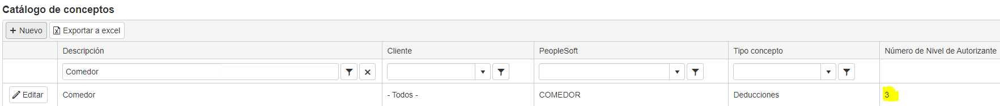 Catálogo de conceptos
+ Nuevo Exportar a excel
Descripción Cliente PeopleSoft Tipo concepto Número de Nivel de Autorizante
Comedor
Editar Comedor - Todos - COMEDOR Deducciones 3